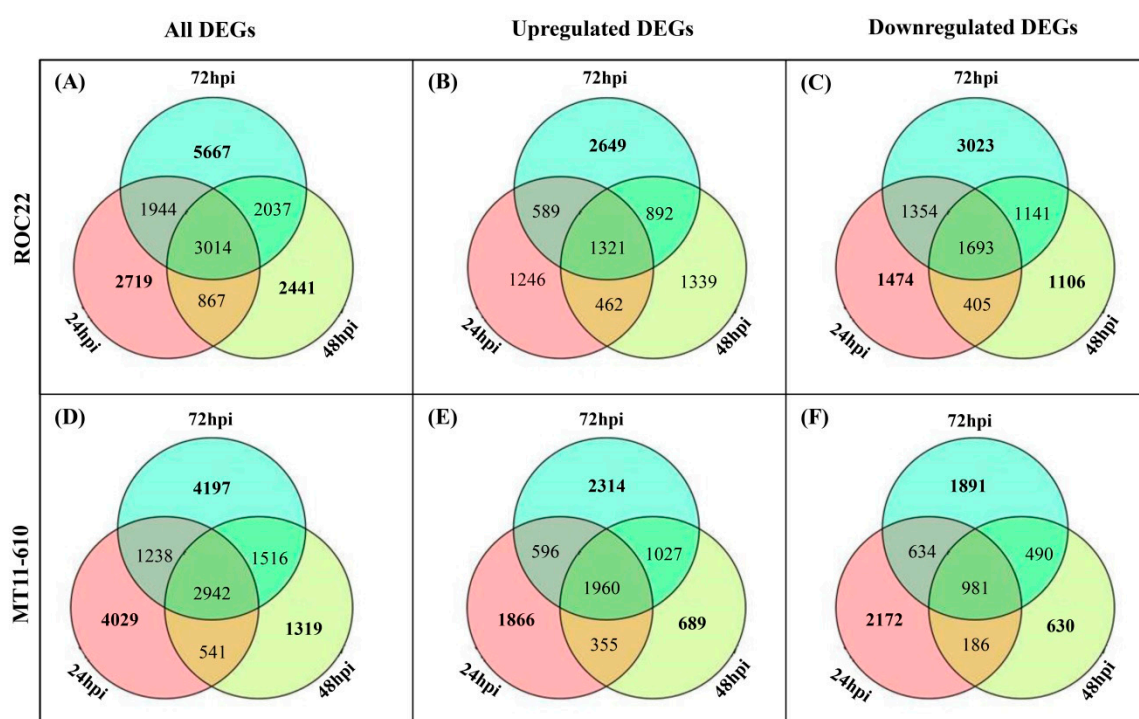 All DEGs
Upregulated DEGs
Downregulated DEGs
ROC22
(A)
72hpi
5667
1944
2037
3014
2719
867
2441
24hpi
48hpi
(B)
72hpi
2649
589
892
1321
1246
462
1339
24hpi
48hpi
(C)
72hpi
3023
1354
1141
1693
1474
405
1106
24hpi
48hpi
MT11-610
(D)
72hpi
4197
1238
1516
2942
4029
541
1319
24hpi
48hpi
(E)
72hpi
2314
596
1027
1960
1866
355
689
24hpi
48hpi
(F)
72hpi
1891
634
490
981
2172
186
630
24hpi
48hpi